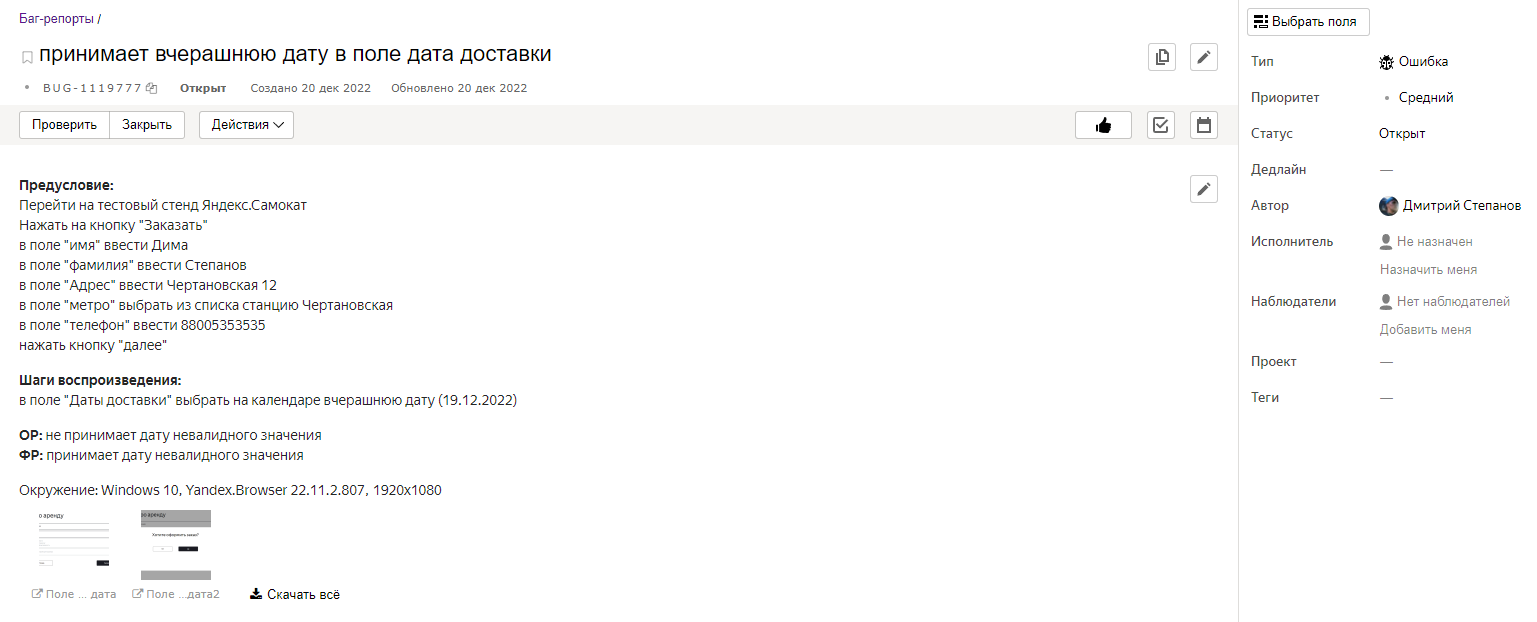 Баг-репорты /
принимает вчерашнюю дату в поле дата доставки
BUG-1119777 Открыт Создано 20 дек 2022 Обновлено 20 дек 2022
Проверить Закрыть Действия
Предусловие:
Перейти на тестовый стенд Яндекс.Самокат
Нажать на кнопку "Заказать"
в поле "имя" ввести Дима
в поле "фамилия" ввести Степанов
в поле "Адрес" ввести Чертановская 12
в поле "метро" выбрать из списка станцию Чертановская
в поле "телефон" ввести 88005353535
нажать кнопку "далее"
Шаги воспроизведения:
в поле "Даты доставки" выбрать на календаре вчерашнюю дату (19.12.2022)
ОР: не принимает дату невалидного значения
ФР: принимает дату невалидного значения
Окружение: Windows 10, Yandex.Browser 22.11.2.807, 1920x1080
о аренду
ро аренду
Хотите оформить заказ?
Поле ... дата
Поле ...дата2
Скачать всё
Выбрать поля
Тип Ошибка
Приоритет Средний
Статус Открыт
Дедлайн —
Автор Дмитрий Степанов
Исполнитель Не назначен
Назначить меня
Наблюдатели Нет наблюдателей
Добавить меня
Проект —
Теги —